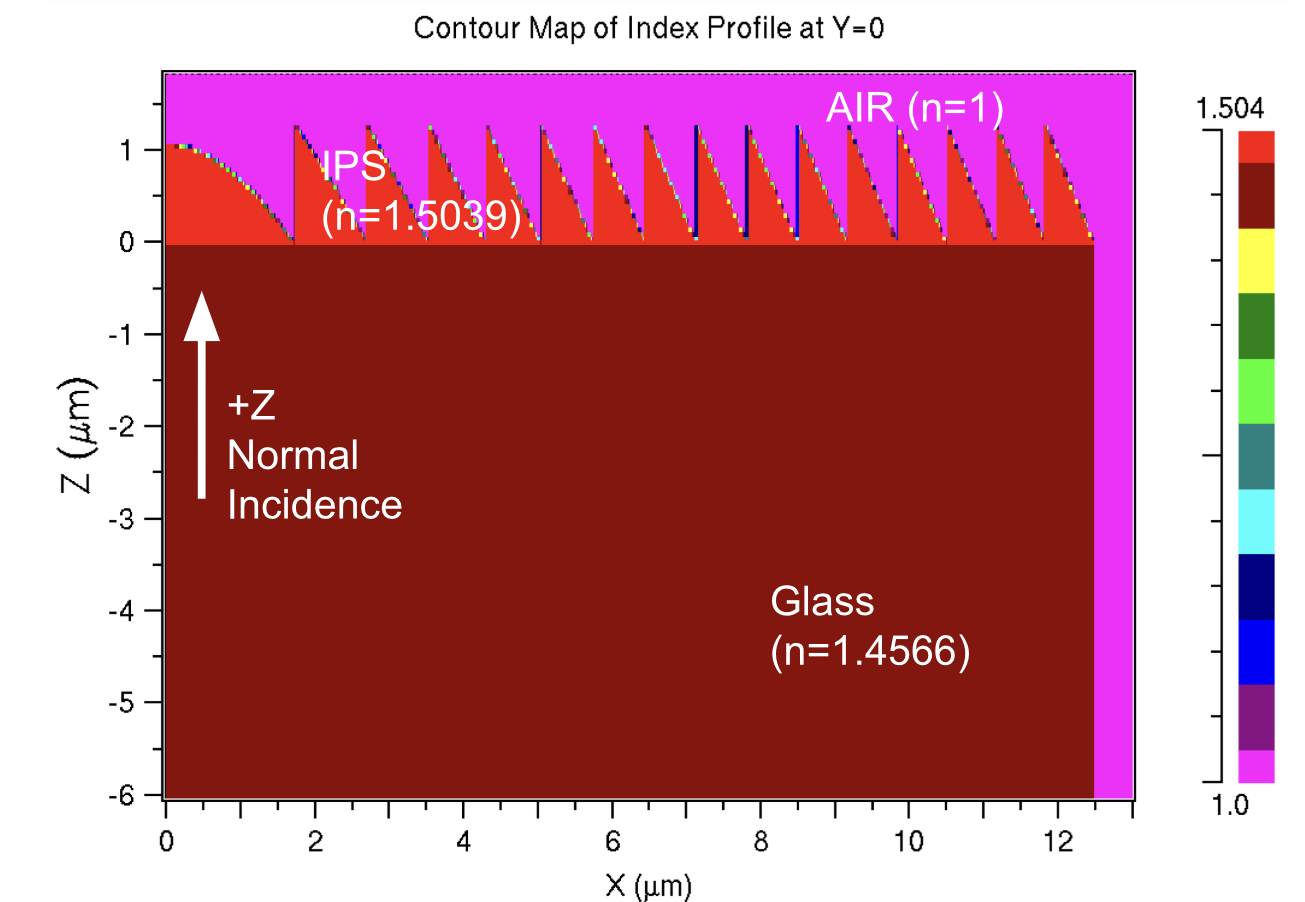 Contour Map of Index Profile at Y=0
AIR (n=1)
1.504
IPS
(n=1.5039)
1
0
-1
-2
-3
-4
-5
-6
Z (μm)
+Z
Normal
Incidence
Glass
(n=1.4566)
1.0
0
2
4
6
8
10
12
X (μm)